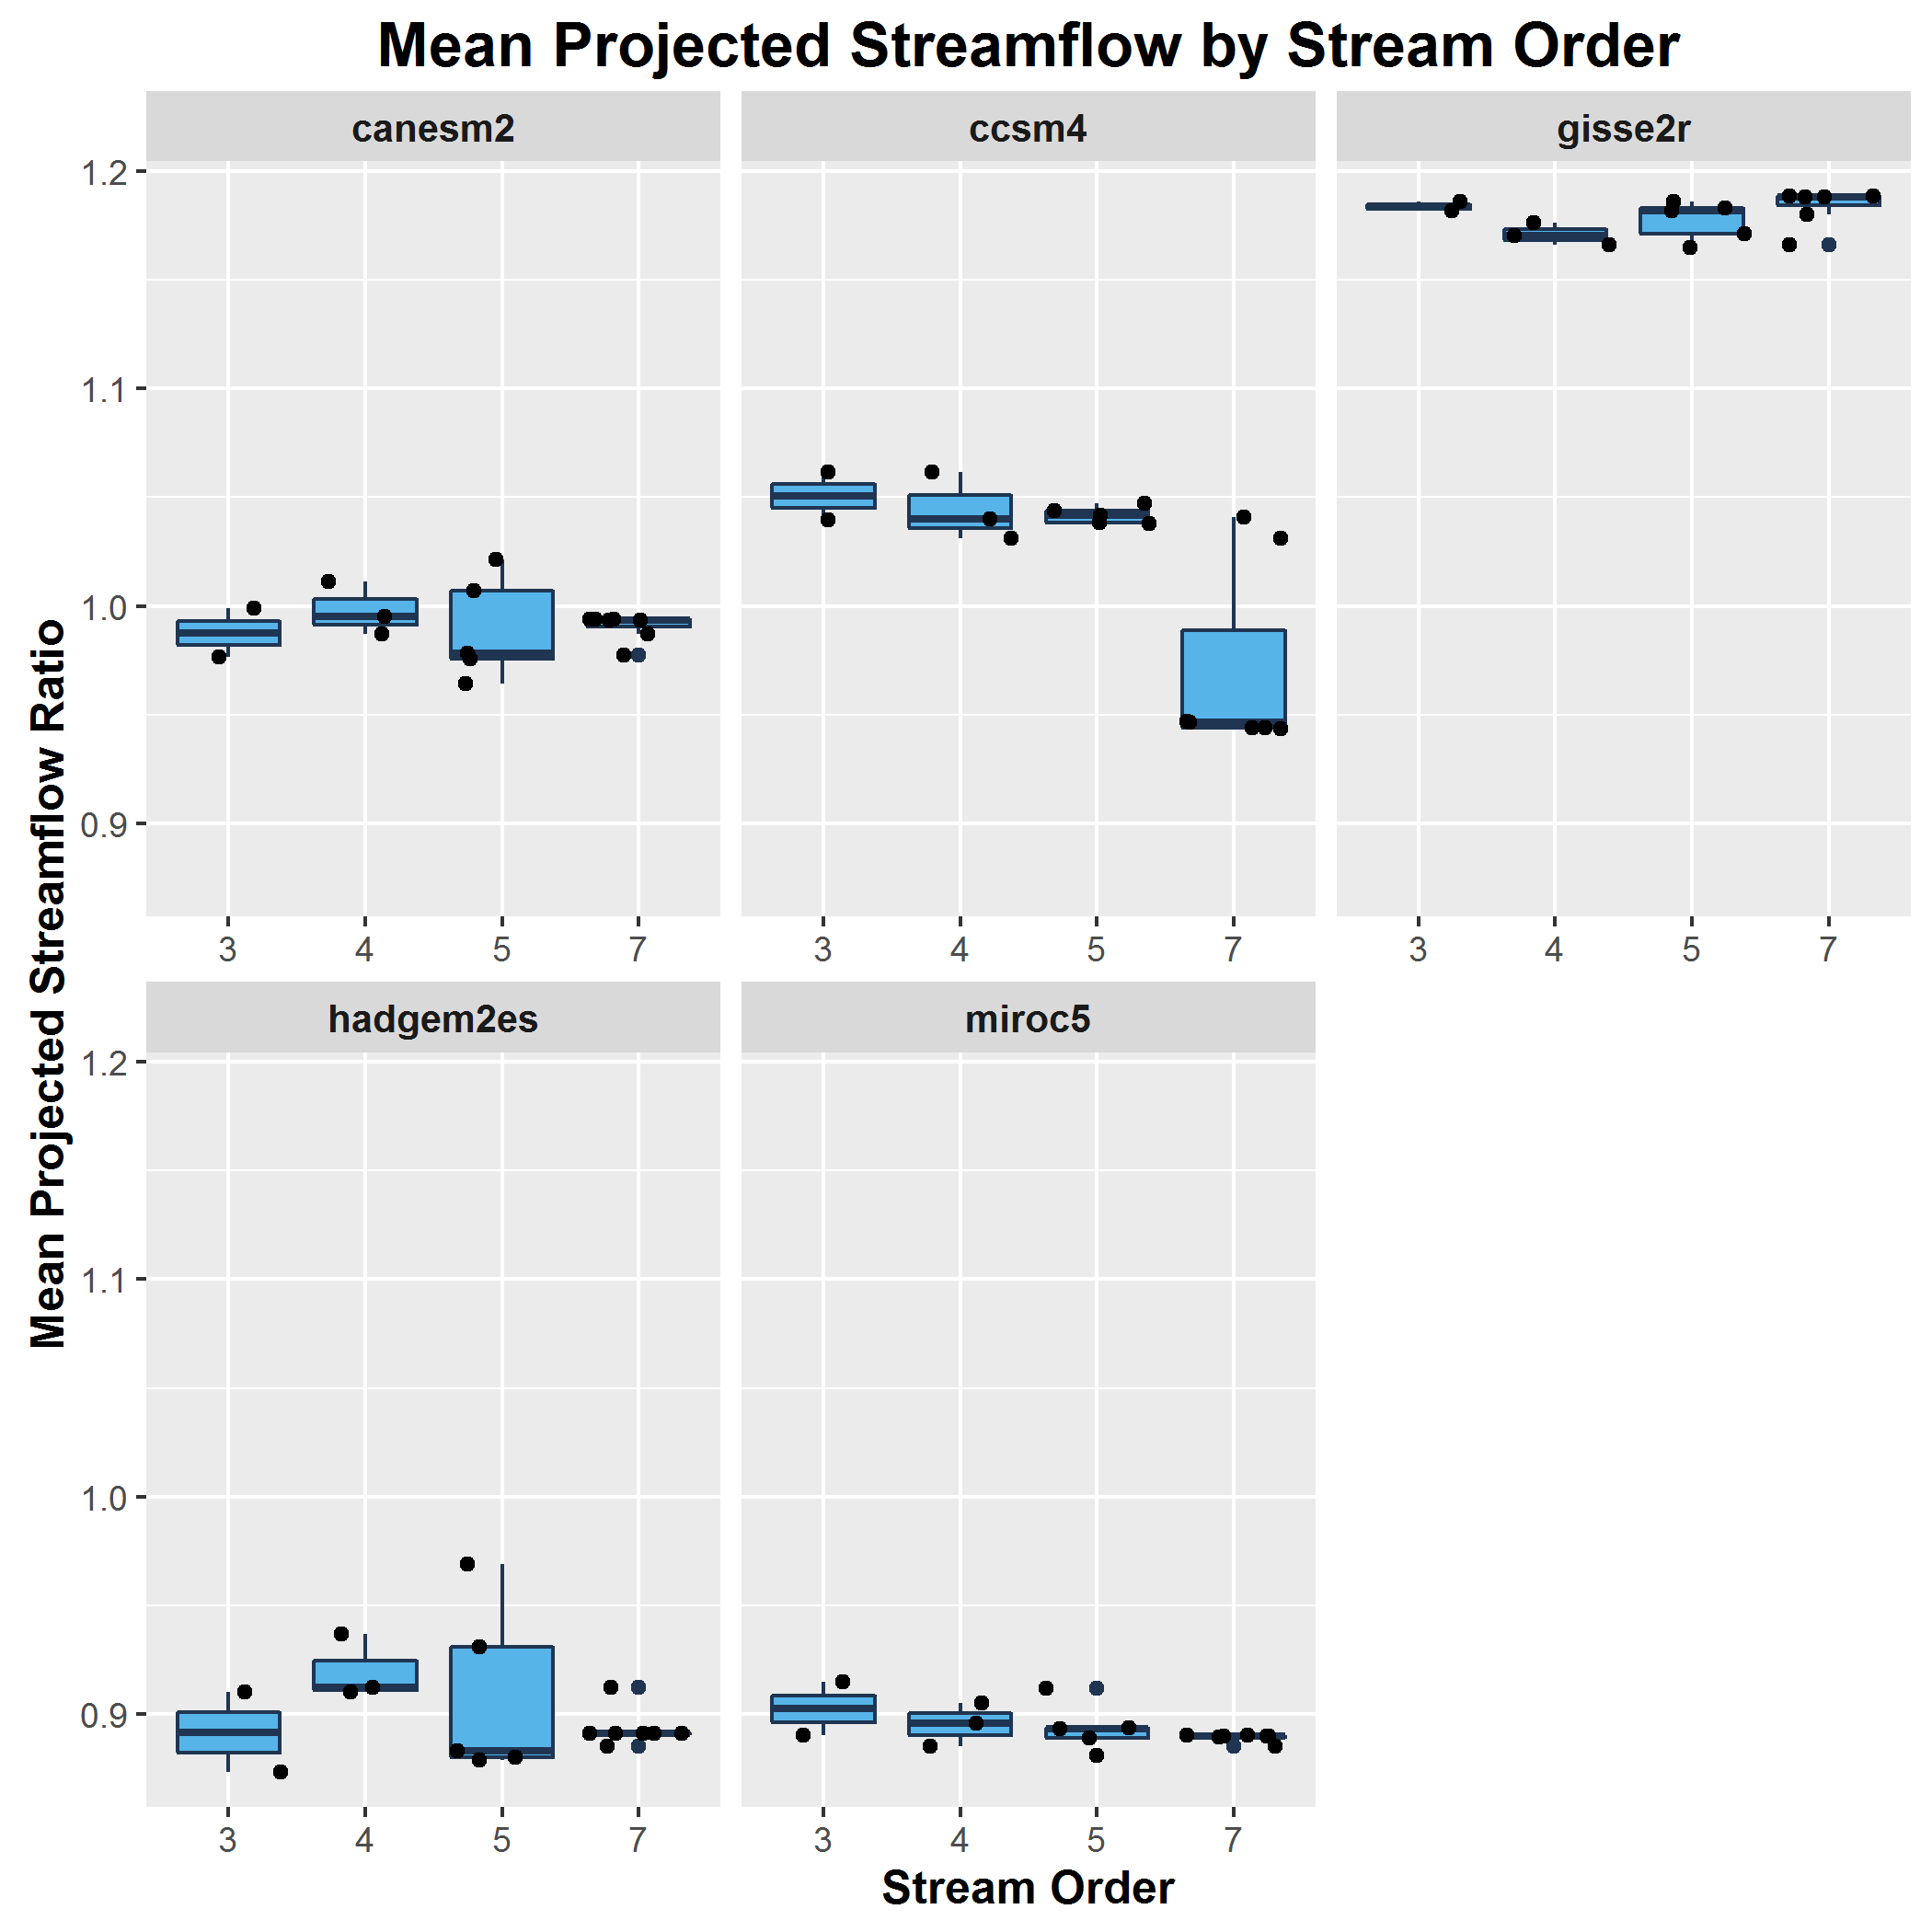 Mean Projected Streamflow by Stream Order
canesm2
ccsm4
gisse2r
Mean Projected Streamflow Ratio
1.2
1.1
1.0
0.9
3 4 5 7
3 4 5 7
3 4 5 7
hadgem2es
miroc5
1.2
1.1
1.0
0.9
3 4 5 7
3 4 5 7
Stream Order